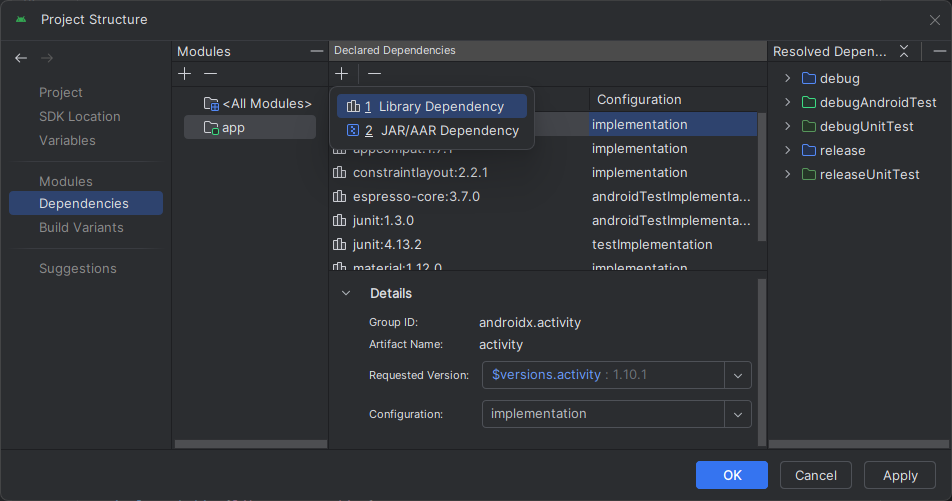 Project Structure
Project
SDK Location
Variables
Modules
Dependencies
Build Variants
Suggestions
Modules
<All Modules>
app
Declared Dependencies
1 Library Dependency
2 JAR/AAR Dependency
Configuration
implementation
appcompat:1.7.1 implementation
constraintlayout:2.2.1 implementation
espresso-core:3.7.0 androidTestImplementa...
junit:1.3.0 androidTestImplementa...
junit:4.13.2 testImplementation
material:1.12.0 implementation
Details
Group ID: androidx.activity
Artifact Name: activity
Requested Version: $versions.activity : 1.10.1
Configuration: implementation
Resolved Depen...
debug
debugAndroidTest
debugUnitTest
release
releaseUnitTest
OK Cancel Apply